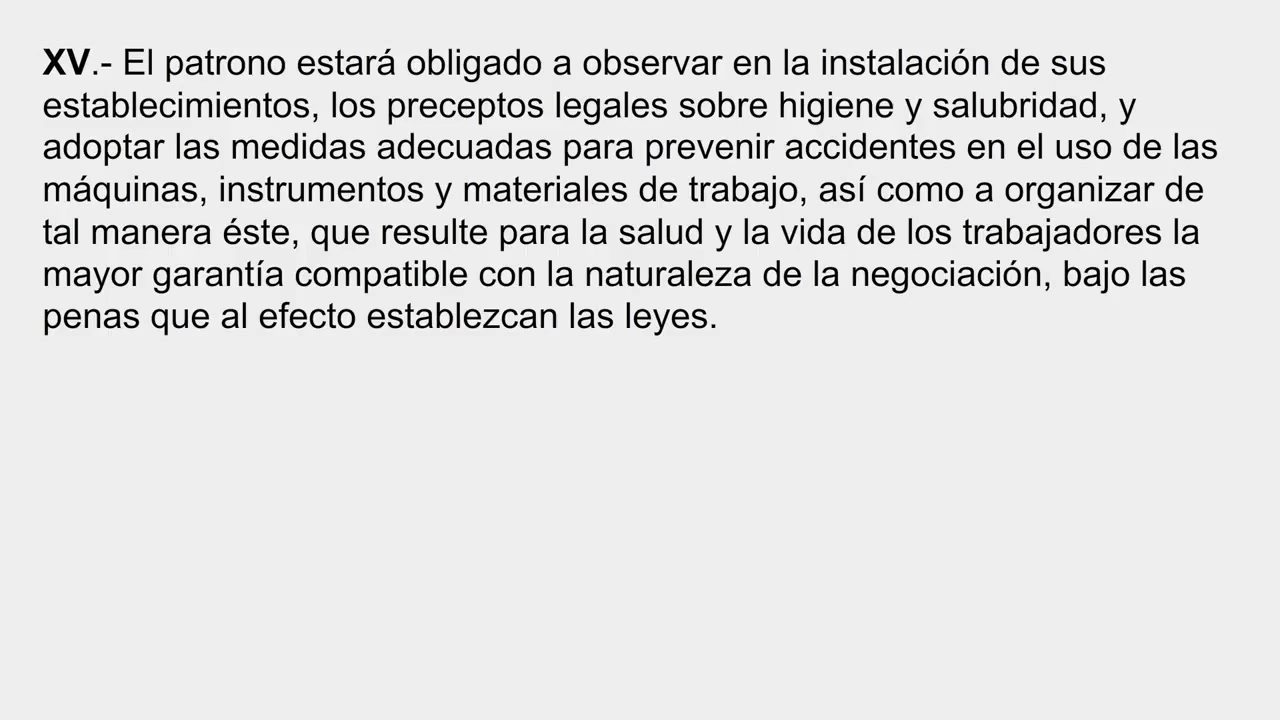 XV.- El patrono estará obligado a observar en la instalación de sus
establecimientos, los preceptos legales sobre higiene y salubridad, y
adoptar las medidas adecuadas para prevenir accidentes en el uso de las
máquinas, instrumentos y materiales de trabajo, así como a organizar de
tal manera éste, que resulte para la salud y la vida de los trabajadores la
mayor garantía compatible con la naturaleza de la negociación, bajo las
penas que al efecto establezcan las leyes.